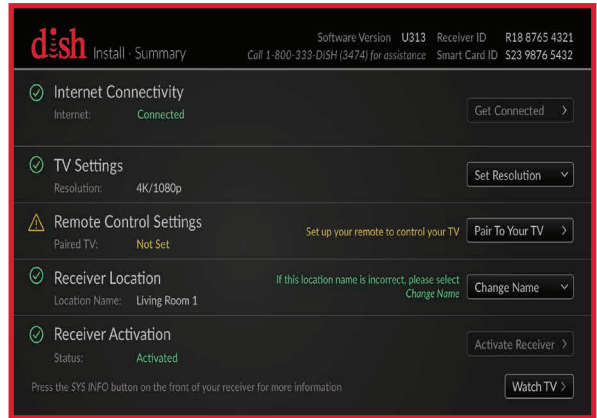 dish Install · Summary
Software Version U313 Receiver ID R18 8765 4321
Call 1-800-333-DISH (3474) for assistance Smart Card ID S23 9876 5432
Internet Connectivity
Internet: Connected
Get Connected >
TV Settings
Resolution: 4K/1080p
Set Resolution
Remote Control Settings
Paired TV: Not Set
Set up your remote to control your TV
Pair To Your TV >
Receiver Location
Location Name: Living Room 1
If this location name is incorrect, please select
Change Name
Change Name
Receiver Activation
Status: Activated
Activate Receiver >
Press the SYS INFO button on the front of your receiver for more information
Watch TV >